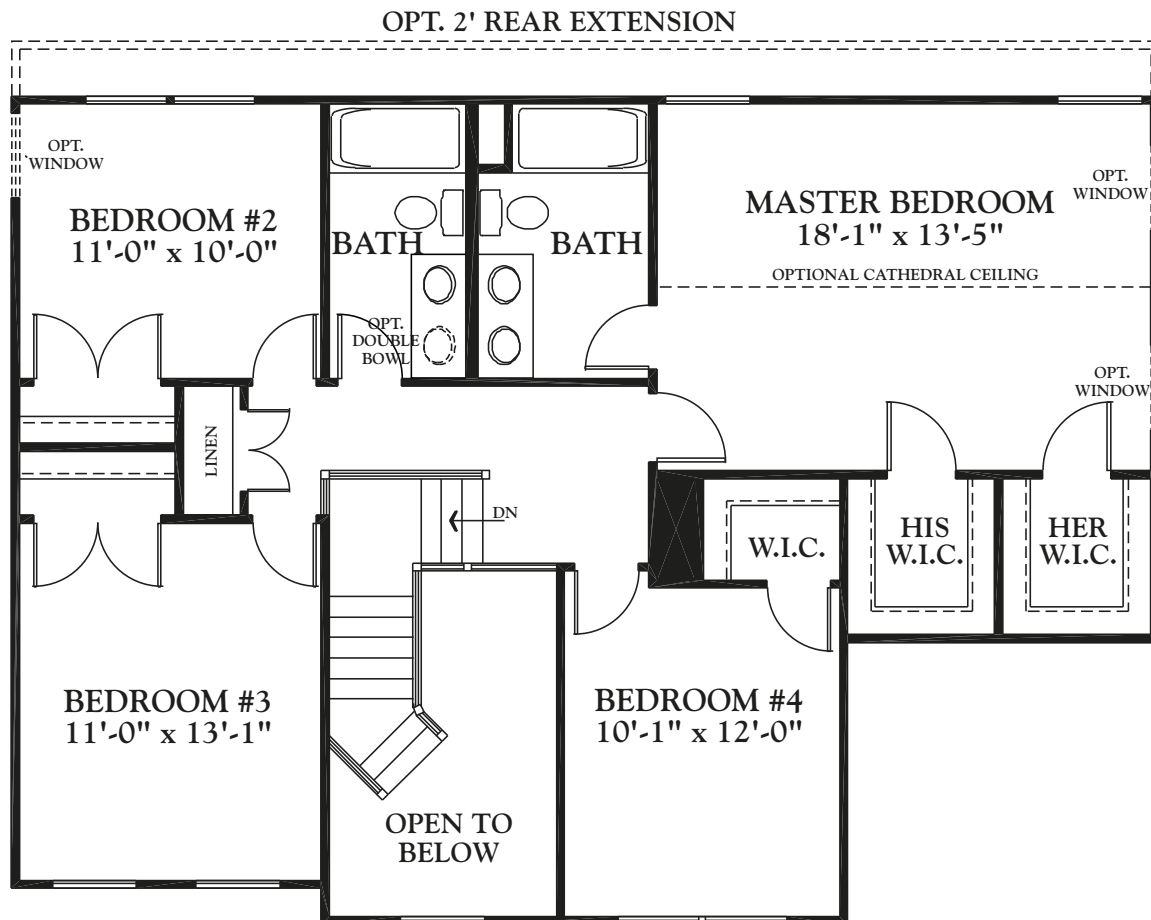 OPT. 2' REAR EXTENSION
OPT.
WINDOW
BEDROOM #2
11'-0" x 10'-0"
BATH
BATH
MASTER BEDROOM
18'-1" x 13'-5"
OPT.
WINDOW
OPTIONAL CATHEDRAL CEILING
OPT.
DOUBLE
BOWL
OPT.
WINDOW
LINEN
DN
W.I.C.
HIS
W.I.C.
HER
W.I.C.
BEDROOM #3
11'-0" x 13'-1"
BEDROOM #4
10'-1" x 12'-0"
OPEN TO
BELOW